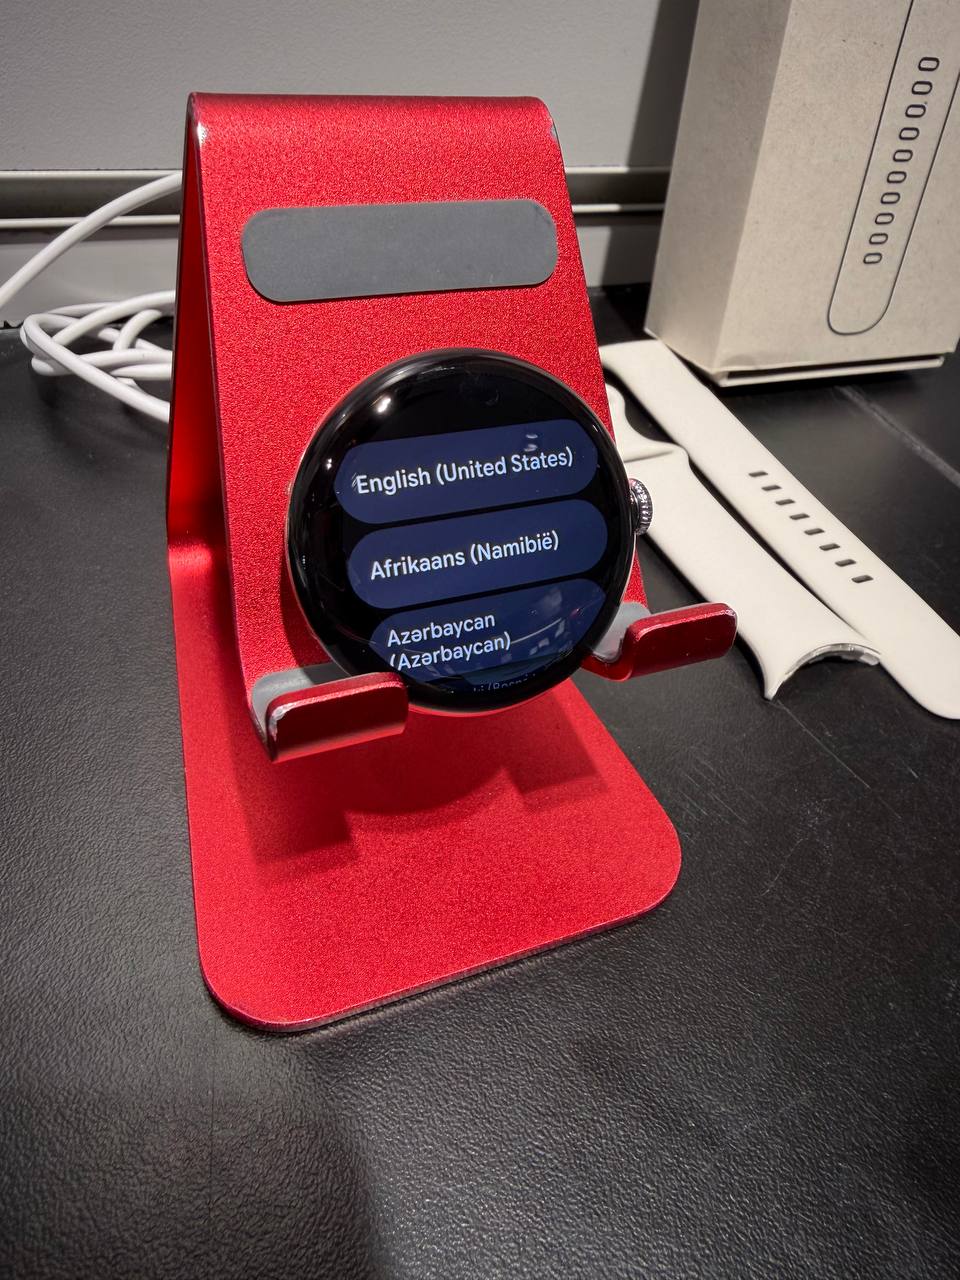 English (United States)
Afrikaans (Namibië)
Azərbaycan
(Azərbaycan)